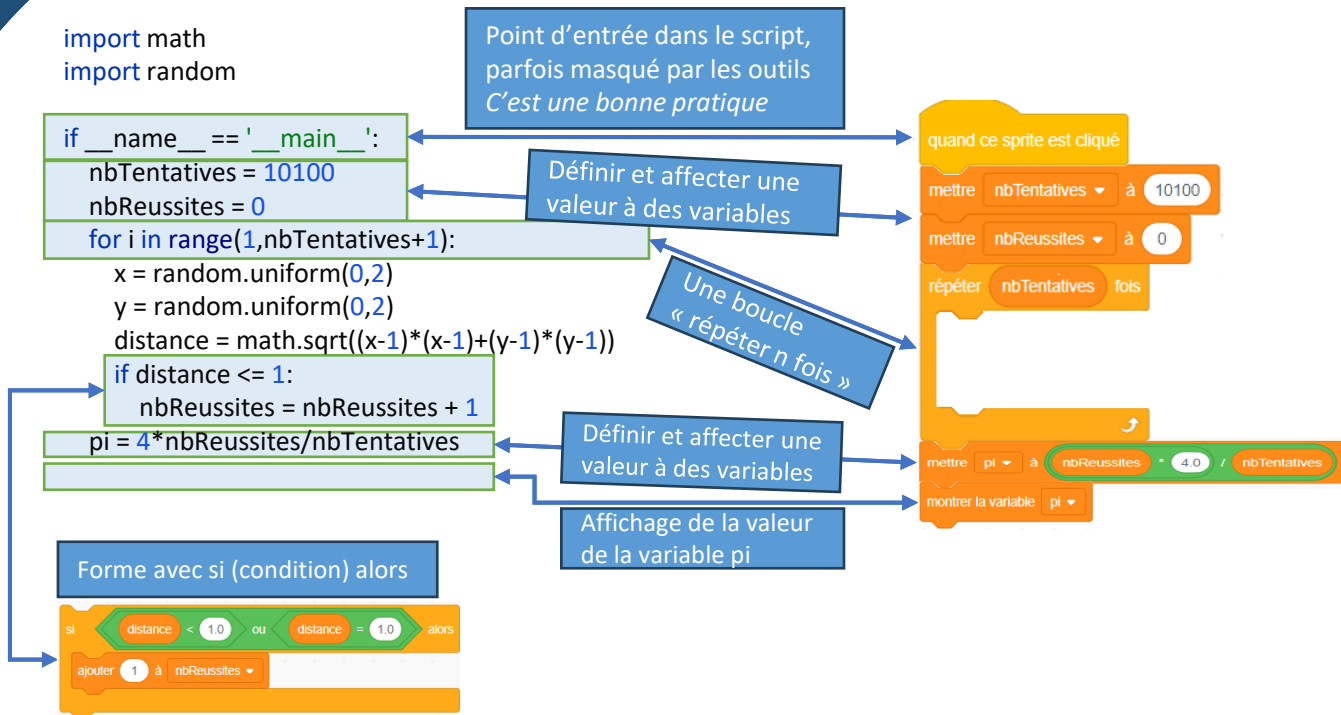 import math
import random
if __name__ == '__main__':
nbTentatives = 10100
nbReussites = 0
for i in range(1,nbTentatives+1):
x = random.uniform(0,2)
y = random.uniform(0,2)
distance = math.sqrt((x-1)*(x-1)+(y-1)*(y-1))
if distance <= 1:
nbReussites = nbReussites + 1
pi = 4*nbReussites/nbTentatives
Point d’entrée dans le script,
parfois masqué par les outils
C’est une bonne pratique
Définir et affecter une
valeur à des variables
Une boucle
« répéter n fois »
Définir et affecter une
valeur à des variables
Affichage de la valeur
de la variable pi
quand ce sprite est cliqué
mettre nbTentatives à 10100
mettre nbReussites à 0
répéter nbTentatives fois
mettre pi à nbReussites * 4.0 / nbTentatives
montrer la variable pi
Forme avec si (condition) alors
si distance < 1.0 ou distance = 1.0 alors
ajouter 1 à nbReussites